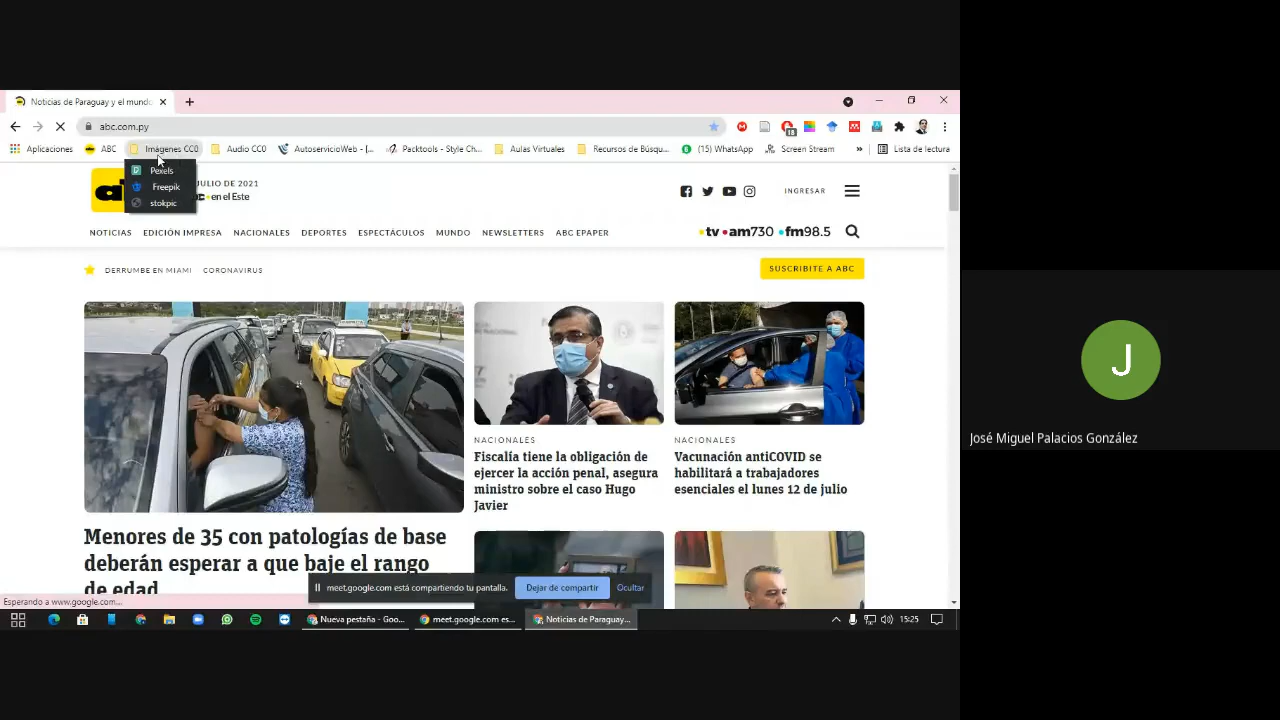 Noticias de Paraguay y el mundo
abc.com.py
18
Aplicaciones ABC Imágenes CC0 Audio CC0 AutoservicioWeb - [... Packtools - Style Ch... Aulas Virtuales Recursos de Búsqu... (15) WhatsApp Screen Stream » Lista de lectura
Pexels
Freepik
stokpic
JULIO DE 2021
en el Este
INGRESAR
NOTICIAS EDICIÓN IMPRESA NACIONALES DEPORTES ESPECTÁCULOS MUNDO NEWSLETTERS ABC EPAPER
tv am730 fm98.5
DERRUMBE EN MIAMI CORONAVIRUS
SUSCRIBITE A ABC
NACIONALES
Fiscalía tiene la obligación de
ejercer la acción penal, asegura
ministro sobre el caso Hugo
Javier
NACIONALES
Vacunación antiCOVID se
habilitará a trabajadores
esenciales el lunes 12 de julio
Menores de 35 con patologías de base
deberán esperar a que baje el rango
de edad
meet.google.com está compartiendo tu pantalla. Dejar de compartir Ocultar
Esperando a www.google.com...
Nueva pestaña - Goo... meet.google.com es... Noticias de Paraguay... 15:25
J
José Miguel Palacios González